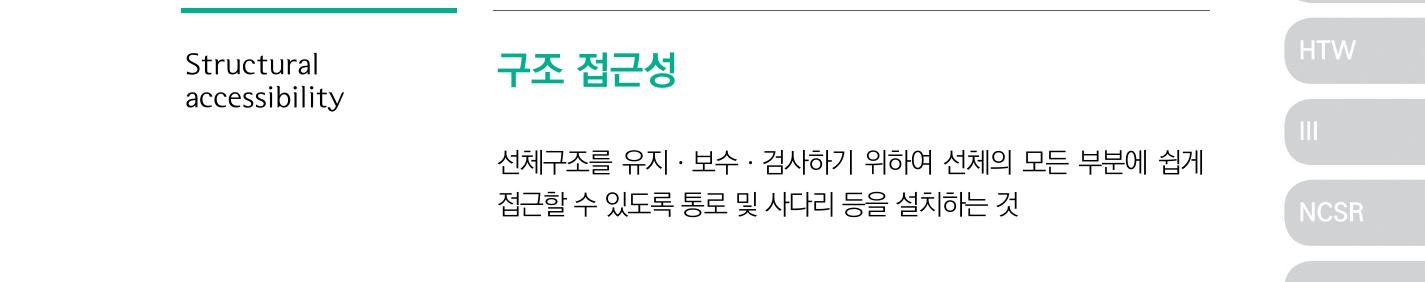 Structural
accessibility
구조 접근성
선체구조를 유지 · 보수 · 검사하기 위하여 선체의 모든 부분에 쉽게
접근할 수 있도록 통로 및 사다리 등을 설치하는 것
HTW
III
NCSR